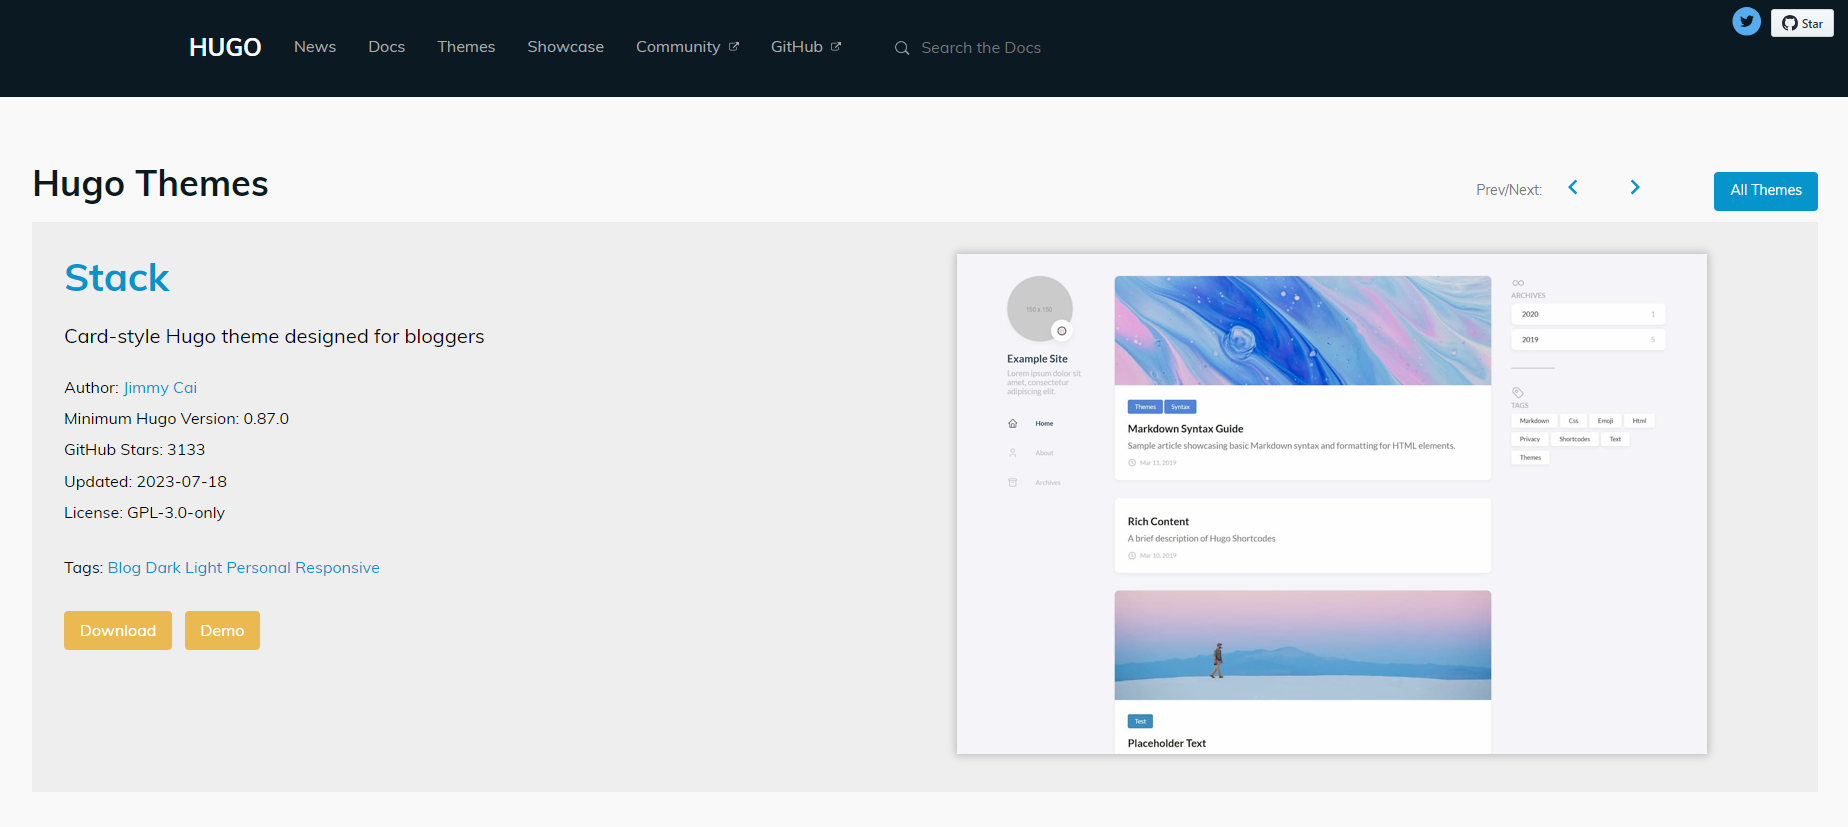 HUGO News Docs Themes Showcase Community GitHub Search the Docs Star
Hugo Themes
Prev/Next: All Themes
Stack
Card-style Hugo theme designed for bloggers
Author: Jimmy Cai
Minimum Hugo Version: 0.87.0
GitHub Stars: 3133
Updated: 2023-07-18
License: GPL-3.0-only
Tags: Blog Dark Light Personal Responsive
Download Demo
150 x 150
Example Site
Lorem ipsum dolor sit
amet, consectetur
adipiscing elit.
Home
About
Archives
Themes Syntax
Markdown Syntax Guide
Sample article showcasing basic Markdown syntax and formatting for HTML elements.
Mar 11, 2019
Rich Content
A brief description of Hugo Shortcodes
Mar 10, 2019
Test
Placeholder Text
ARCHIVES
2020 1
2019 5
TAGS
Markdown Css Emoji Html
Privacy Shortcodes Text
Themes